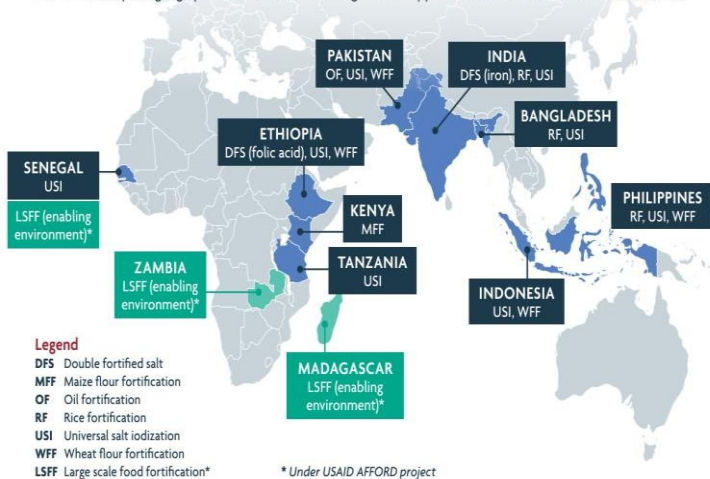 PAKISTAN
OF, USI, WFF
INDIA
DFS (iron), RF, USI
BANGLADESH
RF, USI
ETHIOPIA
DFS (folic acid), USI, WFF
SENEGAL
USI
LSFF (enabling
environment)*
KENYA
MFF
PHILIPPINES
RF, USI, WFF
ZAMBIA
LSFF (enabling
environment)*
TANZANIA
USI
INDONESIA
USI, WFF
MADAGASCAR
LSFF (enabling
environment)*
Legend
DFS Double fortified salt
MFF Maize flour fortification
OF Oil fortification
RF Rice fortification
USI Universal salt iodization
WFF Wheat flour fortification
LSFF Large scale food fortification*
* Under USAID AFFORD project